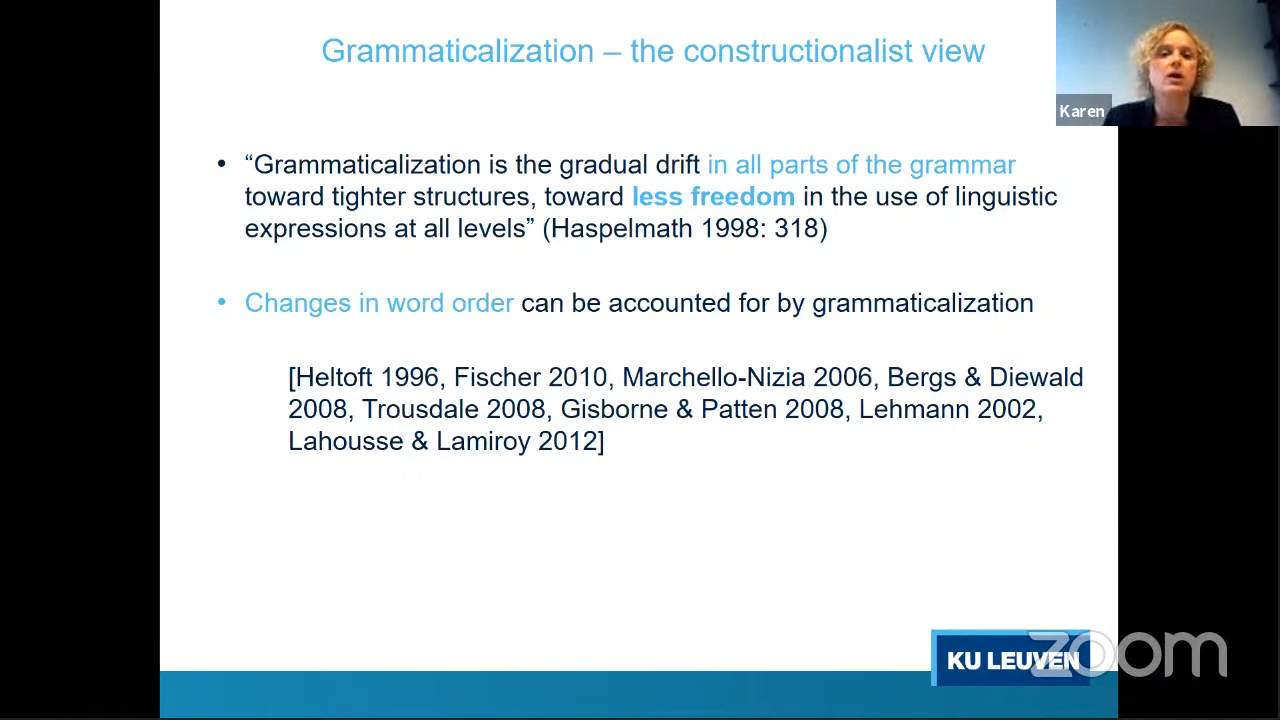 Grammaticalization – the constructionalist view
Karen
• “Grammaticalization is the gradual drift in all parts of the grammar
toward tighter structures, toward less freedom in the use of linguistic
expressions at all levels” (Haspelmath 1998: 318)
• Changes in word order can be accounted for by grammaticalization
[Heltoft 1996, Fischer 2010, Marchello-Nizia 2006, Bergs & Diewald
2008, Trousdale 2008, Gisborne & Patten 2008, Lehmann 2002,
Lahousse & Lamiroy 2012]
KU LEUVEN
zoom